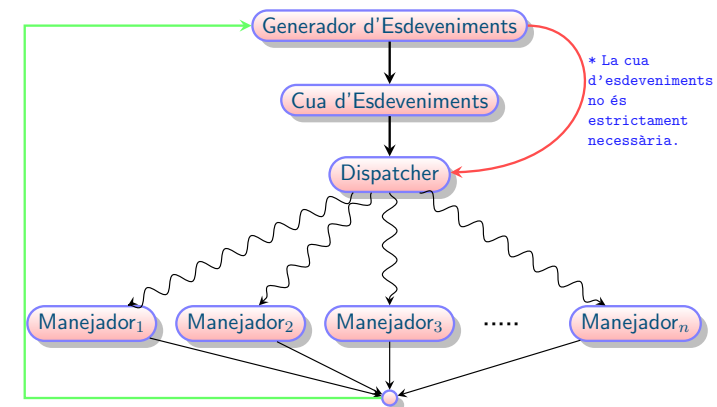 Generador d'Esdeveniments
* La cua
d'esdeveniments
no és
estrictament
necessària.
Cua d'Esdeveniments
Dispatcher
Manejador₁
Manejador₂
Manejador₃
.....
Manejadorₙ